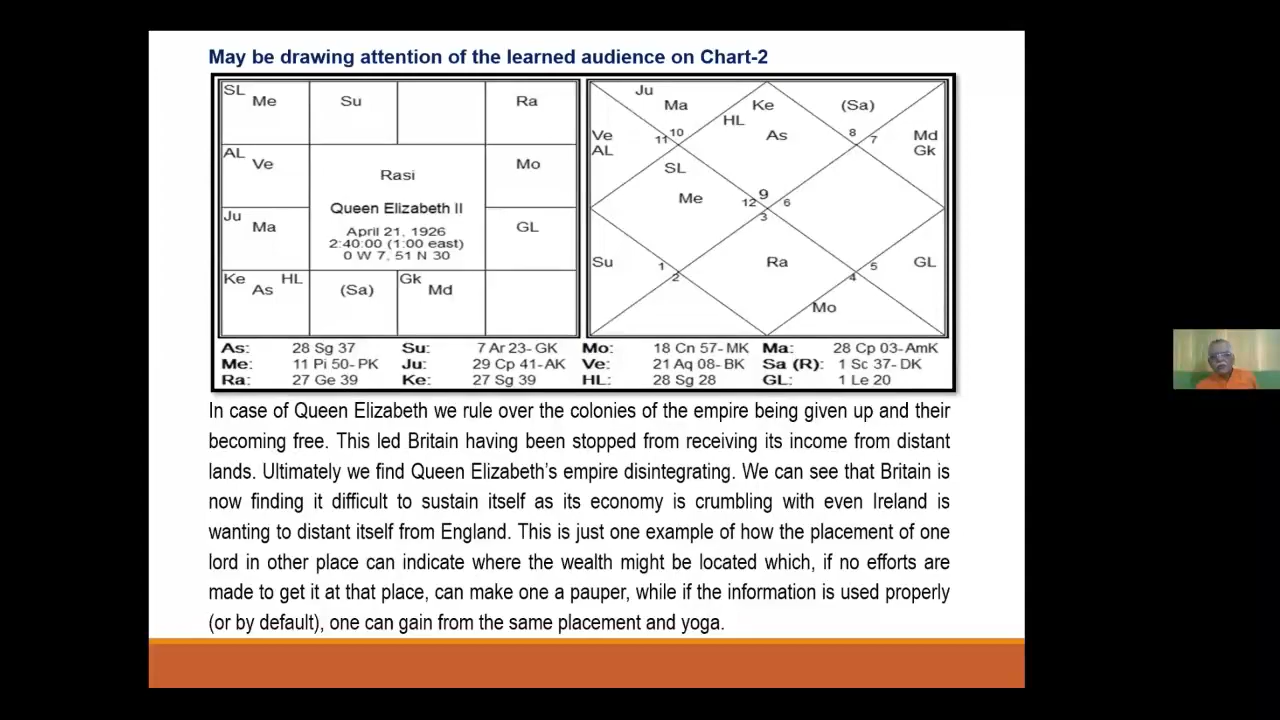 May be drawing attention of the learned audience on Chart-2
SL Me Su Ra
AL Ve Mo
Rasi
Queen Elizabeth II
April 21, 1926
2:40:00 (1:00 east)
0 W 7, 51 N 30
Ju Ma GL
Ke As HL (Sa) Gk Md
Ju Ma Ke (Sa)
HL As
Ve AL 11 10 8 7 Md Gk
SL Me
9
12 6
3
Su 1 Ra 5 GL
2 4
Mo
As: 28 Sg 37 Su: 7 Ar 23- GK Mo: 18 Cn 57- MK Ma: 28 Cp 03- AmK
Me: 11 Pi 50- PK Ju: 29 Cp 41- AK Ve: 21 Aq 08- BK Sa (R): 1 Sc 37- DK
Ra: 27 Ge 39 Ke: 27 Sg 39 HL: 28 Sg 28 GL: 1 Le 20
In case of Queen Elizabeth we rule over the colonies of the empire being given up and their
becoming free. This led Britain having been stopped from receiving its income from distant
lands. Ultimately we find Queen Elizabeth's empire disintegrating. We can see that Britain is
now finding it difficult to sustain itself as its economy is crumbling with even Ireland is
wanting to distant itself from England. This is just one example of how the placement of one
lord in other place can indicate where the wealth might be located which, if no efforts are
made to get it at that place, can make one a pauper, while if the information is used properly
(or by default), one can gain from the same placement and yoga.